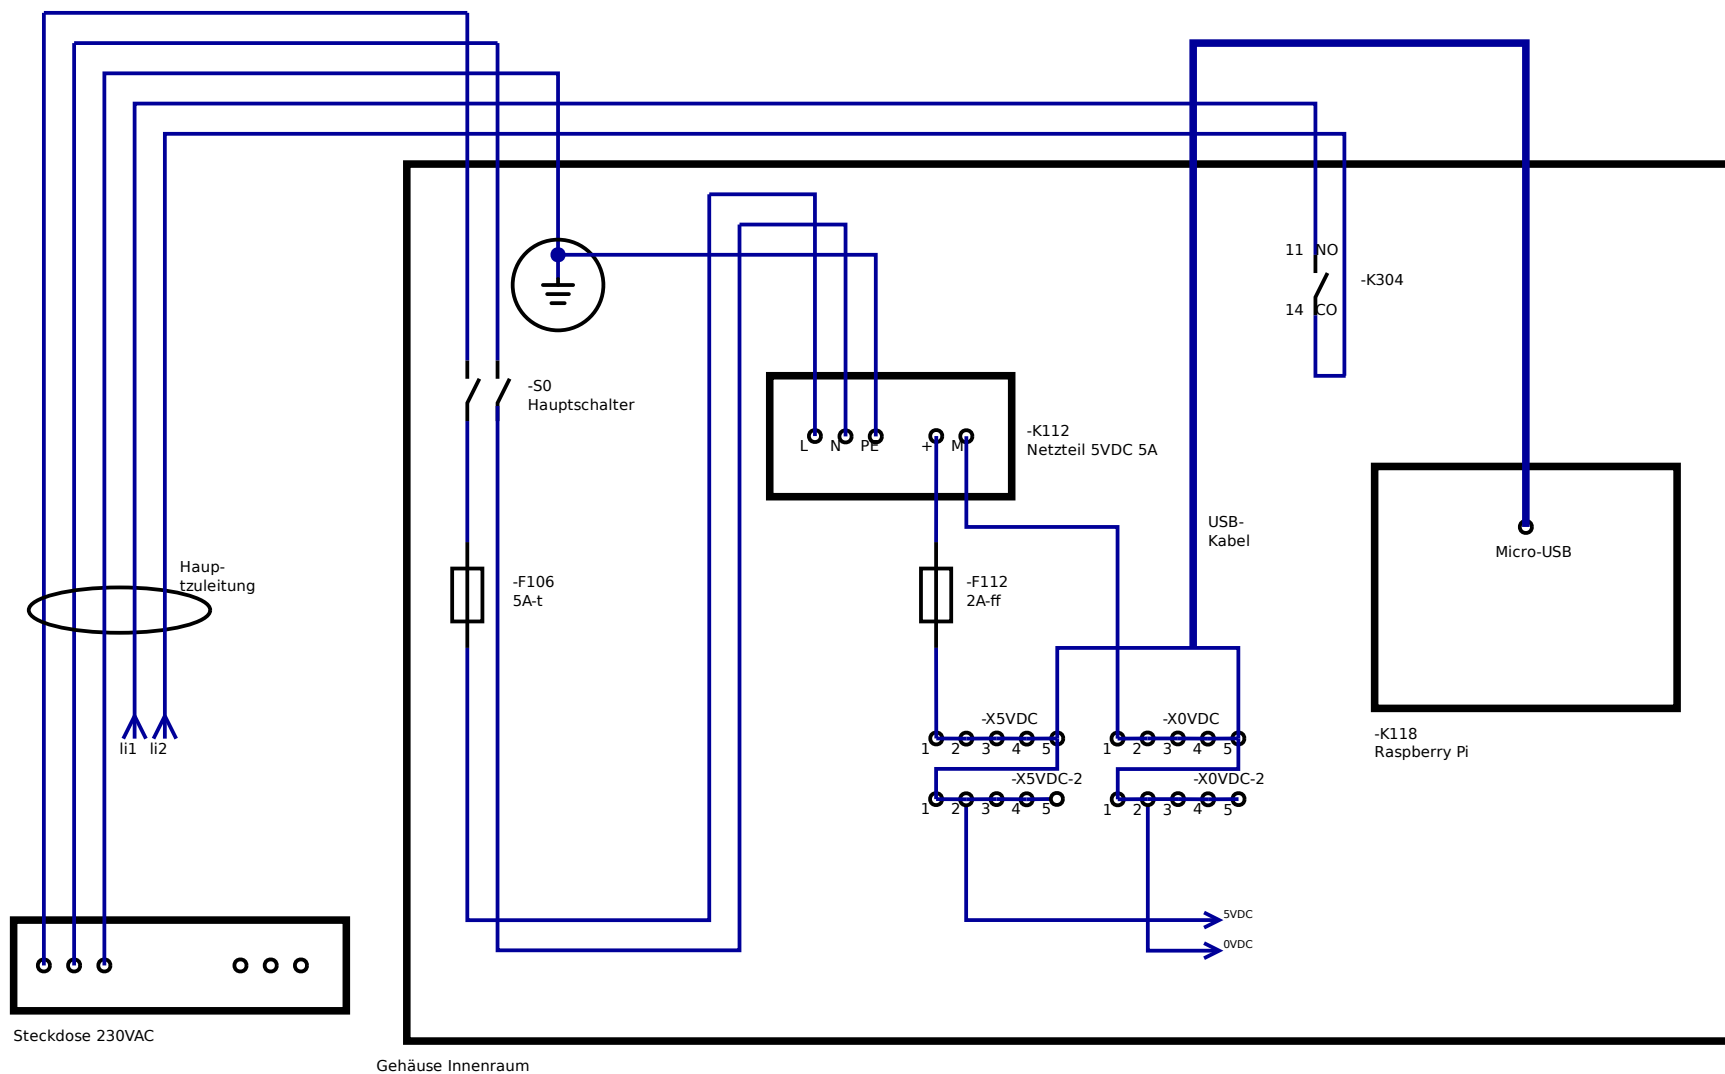 11 NO
-K304
14 CO
-S0
Hauptschalter
L N PE + M
-K112
Netzteil 5VDC 5A
USB-
Kabel
Micro-USB
Haup-
tzuleitung
-F106
5A-t
-F112
2A-ff
-X5VDC
-X0VDC
1 2 3 4 5
1 2 3 4 5
-K118
Raspberry Pi
li1 li2
-X5VDC-2
-X0VDC-2
1 2 3 4 5
1 2 3 4 5
5VDC
0VDC
Steckdose 230VAC
Gehäuse Innenraum